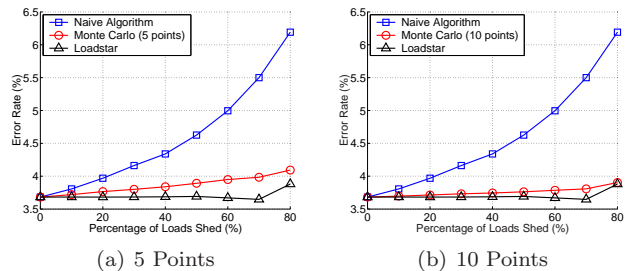 6.5
6
5.5
5
4.5
4
3.5
0
20
40
60
80
Error Rate (%)
Percentage of Loads Shed (%)
Naive Algorithm
Monte Carlo (5 points)
Loadstar
(a) 5 Points
6.5
6
5.5
5
4.5
4
3.5
0
20
40
60
80
Error Rate (%)
Percentage of Loads Shed (%)
Naive Algorithm
Monte Carlo (10 points)
Loadstar
(b) 10 Points